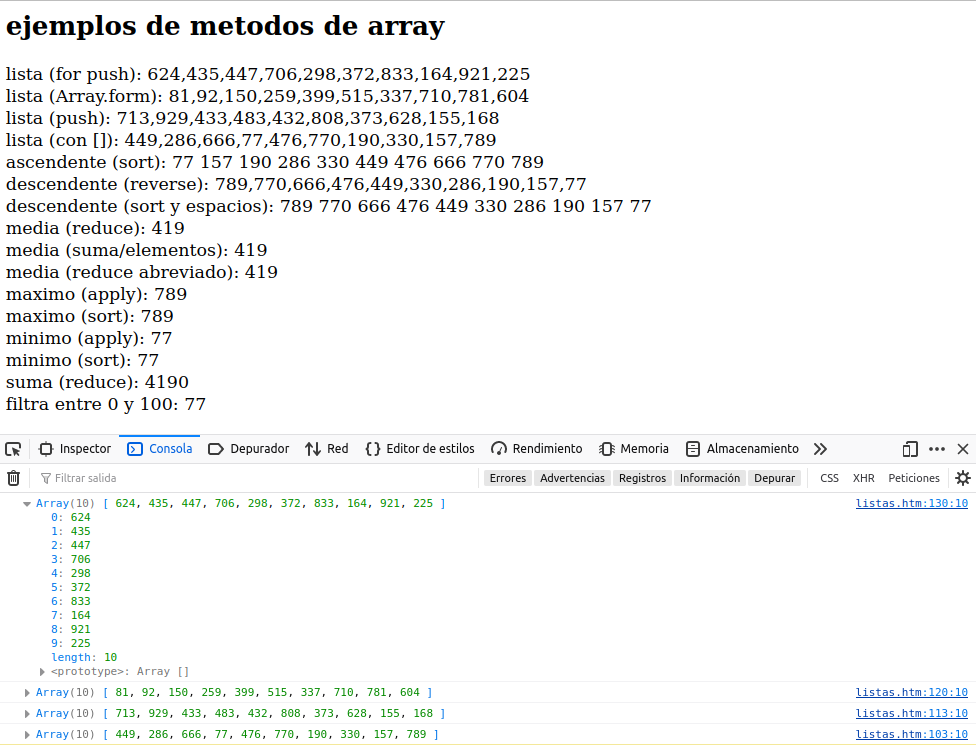 ejemplos de metodos de array
lista (for push): 624,435,447,706,298,372,833,164,921,225
lista (Array.form): 81,92,150,259,399,515,337,710,781,604
lista (push): 713,929,433,483,432,808,373,628,155,168
lista (con []): 449,286,666,77,476,770,190,330,157,789
ascendente (sort): 77 157 190 286 330 449 476 666 770 789
descendente (reverse): 789,770,666,476,449,330,286,190,157,77
descendente (sort y espacios): 789 770 666 476 449 330 286 190 157 77
media (reduce): 419
media (suma/elementos): 419
media (reduce abreviado): 419
maximo (apply): 789
maximo (sort): 789
minimo (apply): 77
minimo (sort): 77
suma (reduce): 4190
filtra entre 0 y 100: 77
Inspector Consola Depurador Red {} Editor de estilos Rendimiento Memoria Almacenamiento
Filtrar salida Errores Advertencias Registros Información Depurar CSS XHR Peticiones
Array(10) [ 624, 435, 447, 706, 298, 372, 833, 164, 921, 225 ] listas.htm:130:10
0: 624
1: 435
2: 447
3: 706
4: 298
5: 372
6: 833
7: 164
8: 921
9: 225
length: 10
<prototype>: Array []
Array(10) [ 81, 92, 150, 259, 399, 515, 337, 710, 781, 604 ] listas.htm:120:10
Array(10) [ 713, 929, 433, 483, 432, 808, 373, 628, 155, 168 ] listas.htm:113:10
Array(10) [ 449, 286, 666, 77, 476, 770, 190, 330, 157, 789 ] listas.htm:103:10